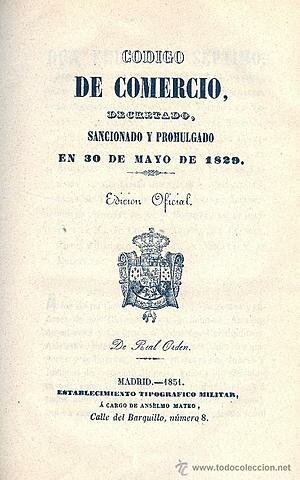 CODIGO
DE COMERCIO,
DECRETADO,
SANCIONADO Y PROMULGADO
EN 30 DE MAYO DE 1829.
Edicion Oficial.
De Real Orden.
MADRID.—1851.
ESTABLECIMIENTO TIPOGRAFICO MILITAR,
Á CARGO DE ANSELMO MATEO,
Calle del Barquillo, número 8.
www.todocoleccion.net